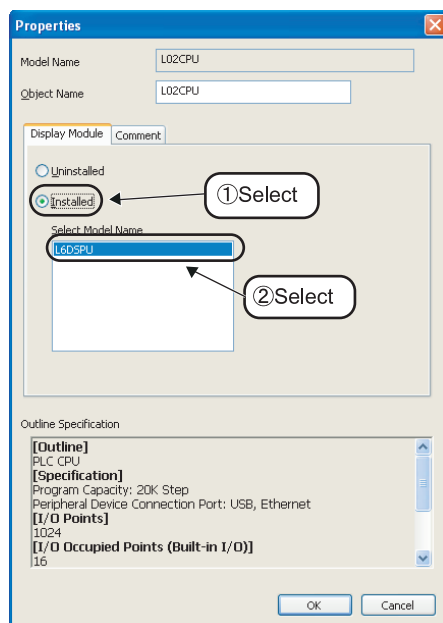 Properties
Model Name
L02CPU
Object Name
L02CPU
Display Module
Comment
Uninstalled
Installed
①Select
Select Model Name
L6DSPU
②Select
Outline Specification
[Outline]
PLC CPU
[Specification]
Program Capacity: 20K Step
Peripheral Device Connection Port: USB, Ethernet
[I/O Points]
1024
[I/O Occupied Points (Built-in I/O)]
16
OK
Cancel